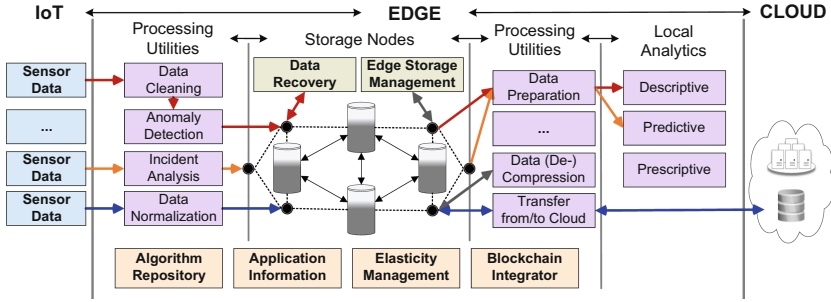 IoT
EDGE
CLOUD
Processing
Utilities
Storage Nodes
Processing
Utilities
Local
Analytics
Sensor
Data
Data
Cleaning
Data
Recovery
Edge Storage
Management
Data
Preparation
Descriptive
...
Anomaly
Detection
...
Predictive
Sensor
Data
Incident
Analysis
Data (De-)
Compression
Prescriptive
Sensor
Data
Data
Normalization
Transfer
from/to Cloud
Algorithm
Repository
Application
Information
Elasticity
Management
Blockchain
Integrator